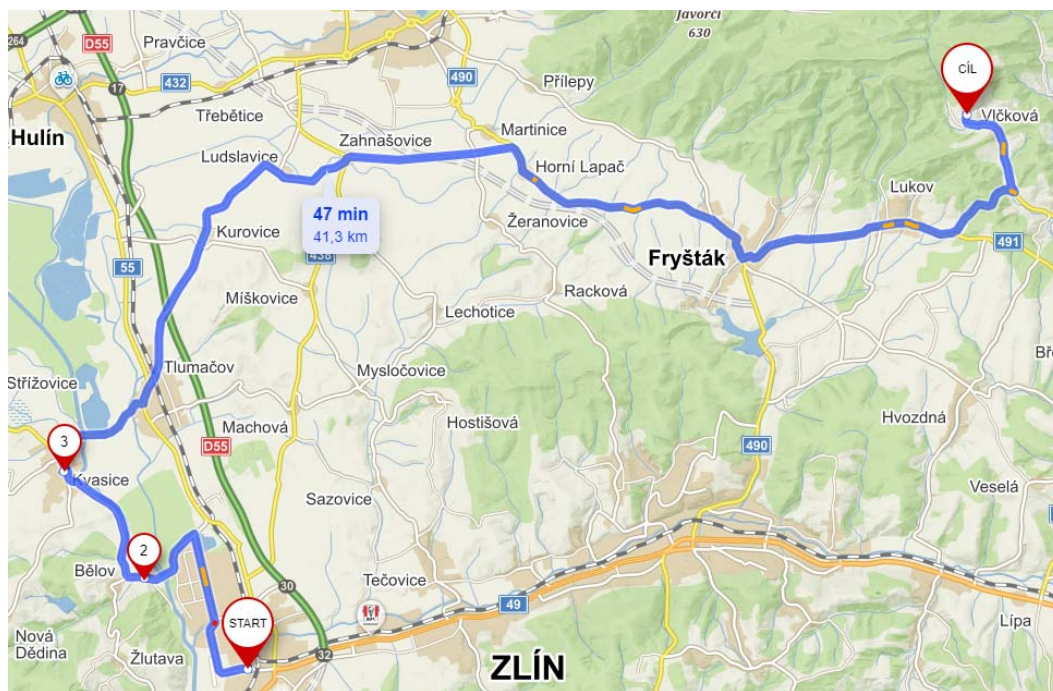 Javorčí
630
264
D55
Pravčice
490
CÍL
432
17
Přílepy
Vlčková
Třebětice
Hulín
Zahnašovice
Martinice
Ludslavice
Horní Lapač
Lukov
47 min
41,3 km
Žeranovice
Kurovice
491
438
Fryšták
55
Míškovice
Racková
Lechotice
Tlumačov
Mysločovice
Střížovice
Hostišová
Hvozdná
Machová
3
D55
490
Kvasice
Veselá
Sazovice
2
Bělov
30
Tečovice
49
START
KFC
Lípa
Nová
Dědina
Žlutava
32
ZLÍN